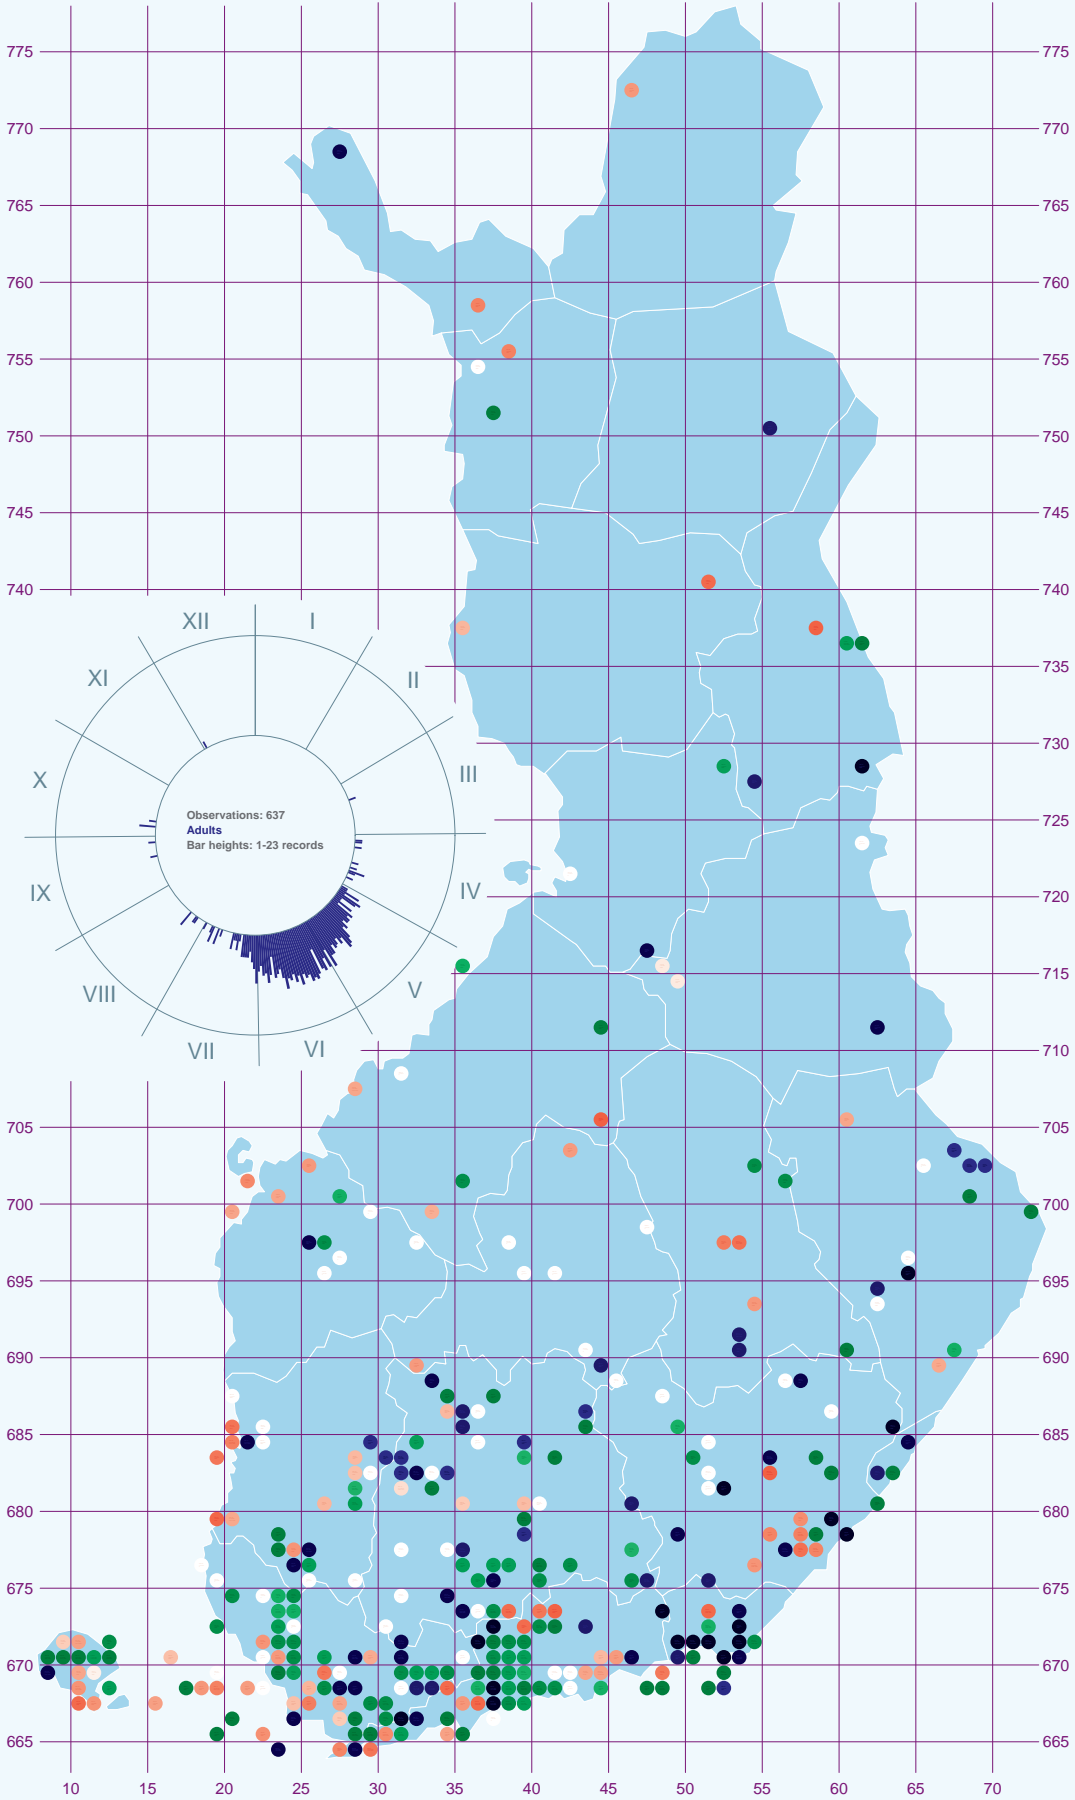 775 775
770 770
765 765
760 760
755 755
750 750
745 745
740 740
XII I
XI II
735
730
X III
Observations: 637
Adults
Bar heights: 1-23 records
725
IX IV
720
715
VIII V
VII VI
710
705 705
700 700
695 695
690 690
685 685
680 680
675 675
670 670
665 665
10 15 20 25 30 35 40 45 50 55 60 65 70